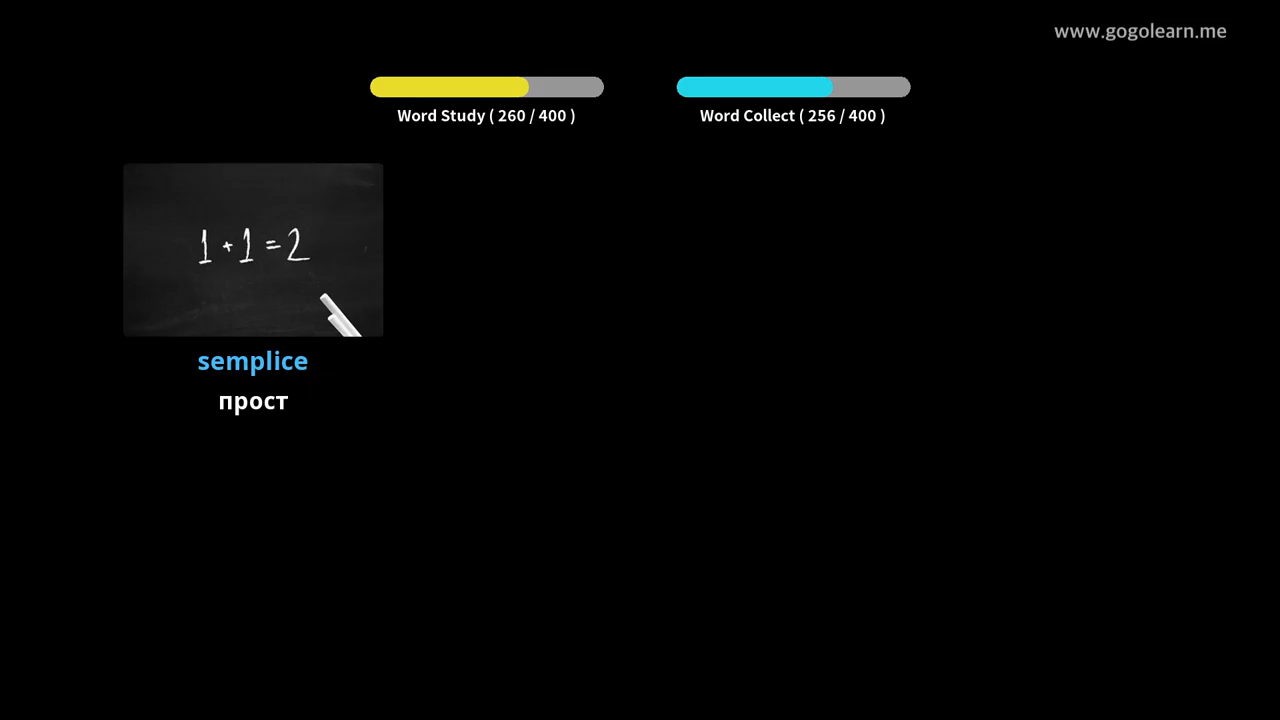 www.gogolearn.me
Word Study ( 260 / 400 )
Word Collect ( 256 / 400 )
1 + 1 = 2
semplice
прост